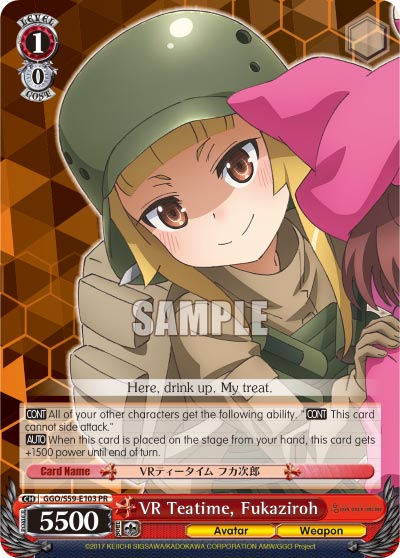 LEVEL
1
0
COST
SAMPLE
Here, drink up. My treat.
CONT All of your other characters get the following ability. "CONT This card
cannot side attack."
AUTO When this card is placed on the stage from your hand, this card gets
+1500 power until end of turn.
Card Name VRティータイム フカ次郎
CH GGO/S59-E103 PR
5500
VR Teatime, Fukaziroh
Avatar Weapon
©2017 KEIICHI SIGSAWA/KADOKAWA CORPORATION AMW/GGO Project